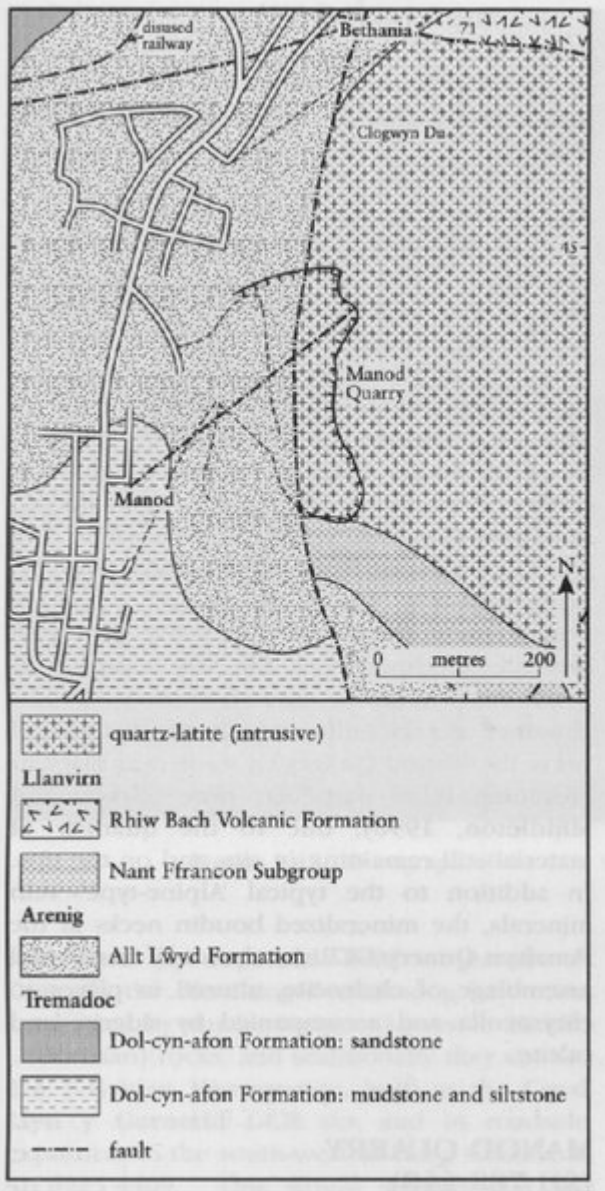 disused
railway
Bethania
71
Clogwyn Du
45
Manod
Quarry
Manod
N
0 metres 200
quartz-latite (intrusive)
Llanvirn
Rhiw Bach Volcanic Formation
Nant Ffrancon Subgroup
Arenig
Allt Lŵyd Formation
Tremadoc
Dol-cyn-afon Formation: sandstone
Dol-cyn-afon Formation: mudstone and siltstone
fault